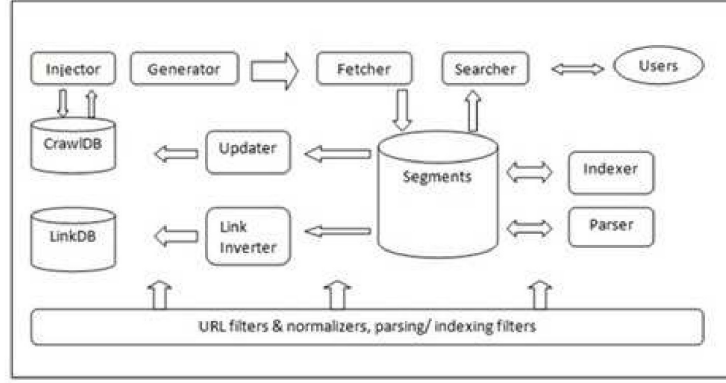 Injector
Generator
Fetcher
Searcher
Users
CrawlDB
Updater
Segments
Indexer
LinkDB
Link
Inverter
Parser
URL filters & normalizers, parsing/ indexing filters